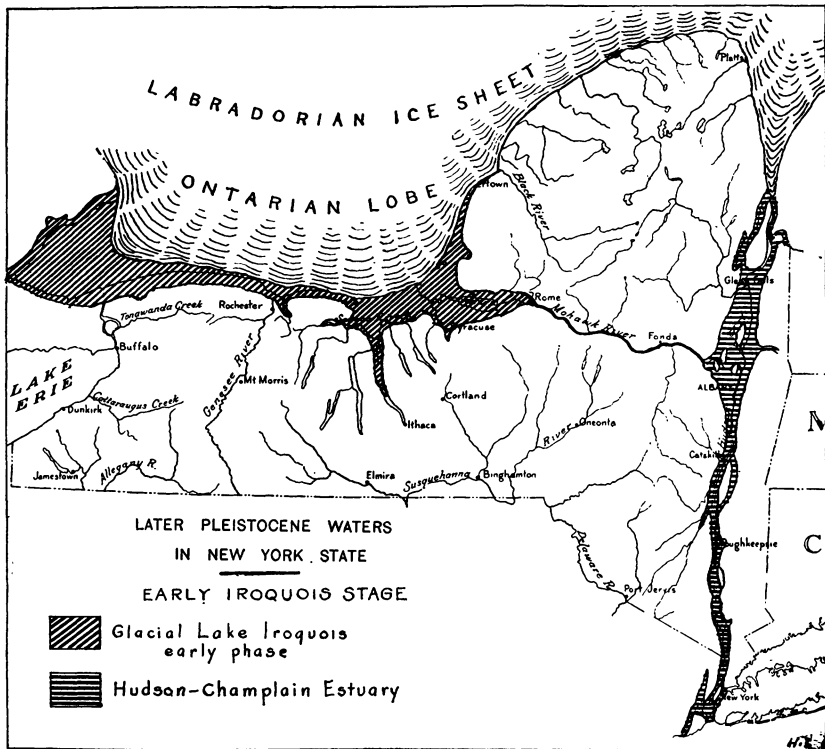 LABRADORIAN ICE SHEET
ONTARIAN LOBE
Platts
Black River
Tonawanda Creek
Rochester
Rome
Mohawk River
Fonda
Buffalo
LAKE
ERIE
Genesee River
Mt Morris
Cortland
Ithaca
Dunkirk
Cattaraugus Creek
River
Oneonta
ALBANY
Catskill
Jamestown
Allegany R.
Elmira
Susquehanna
Binghamton
M
LATER PLEISTOCENE WATERS
IN NEW YORK STATE
EARLY IROQUOIS STAGE
Delaware R.
Port Jervis
Poughkeepsie
C
Glacial Lake Iroquois
early phase
Hudson-Champlain Estuary
New York